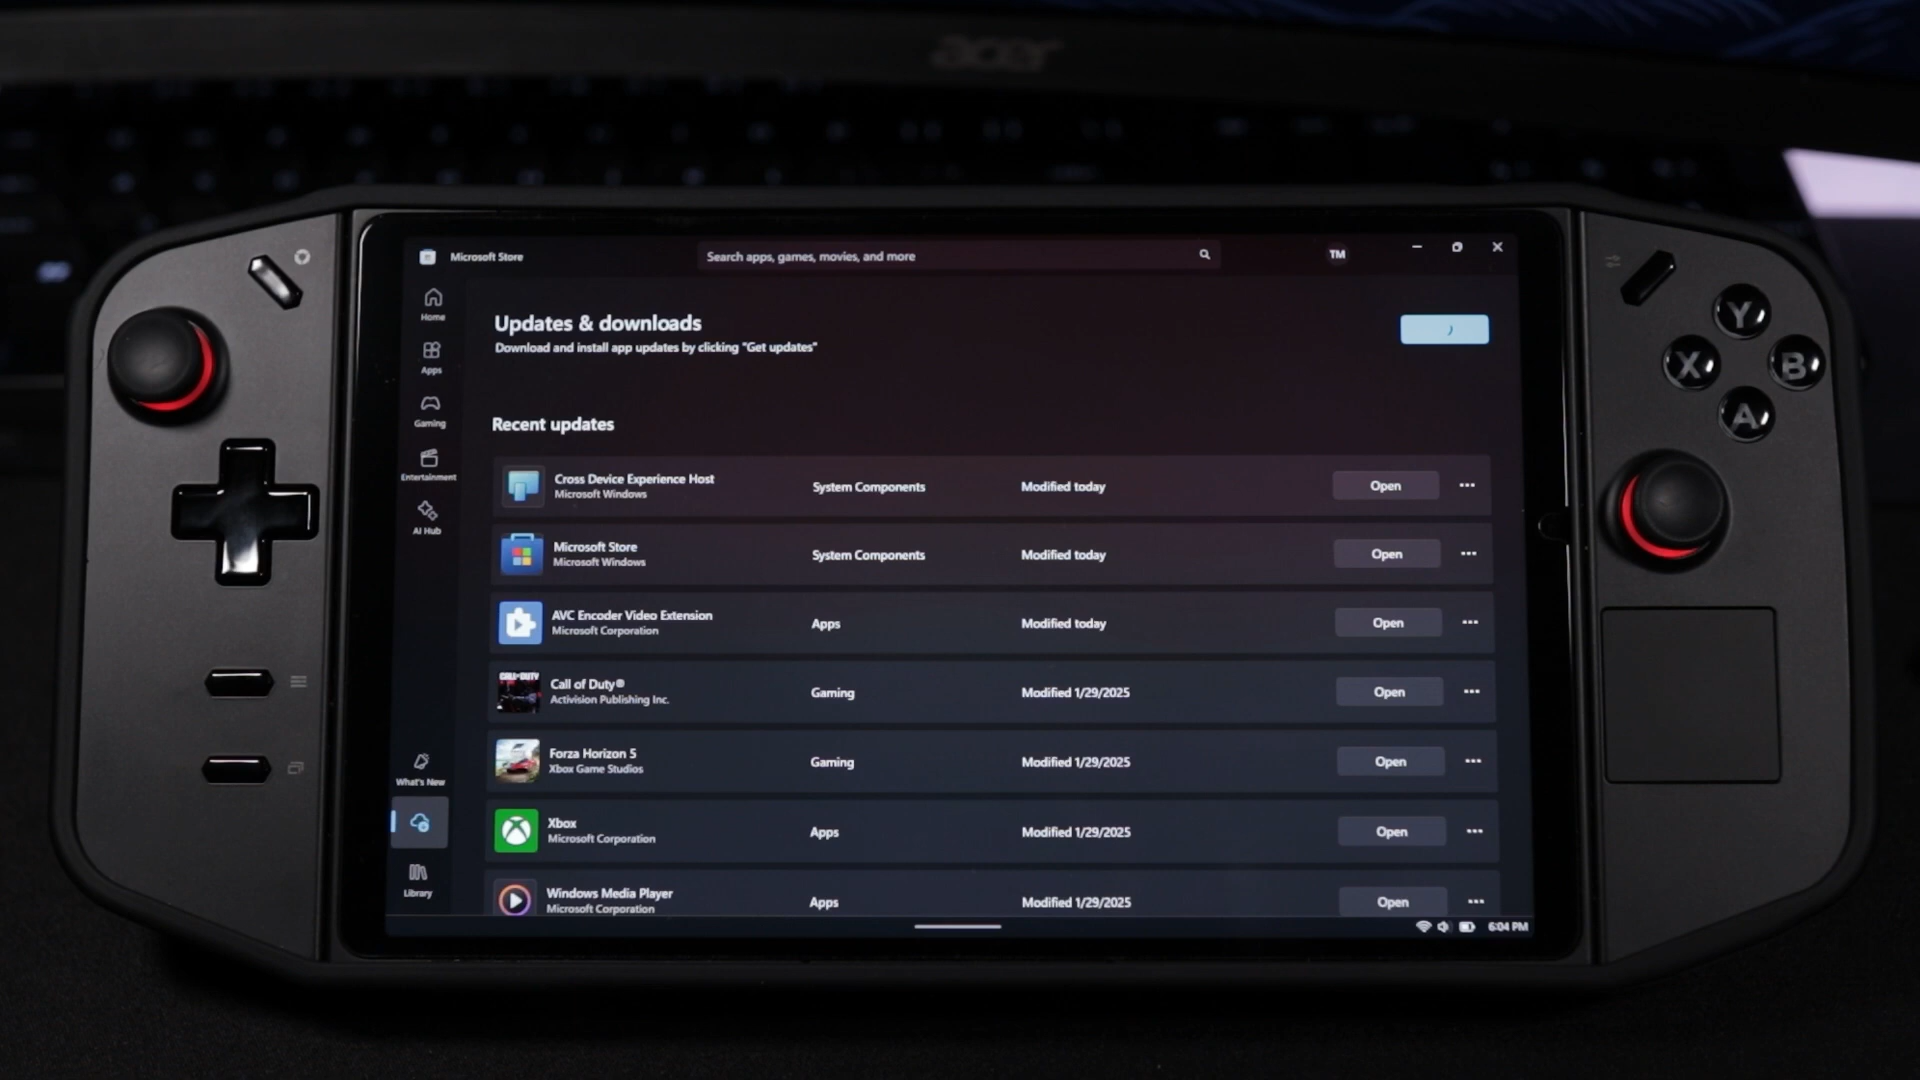 acer
Microsoft Store
Search apps, games, movies, and more
TM
Home
Apps
Gaming
Entertainment
AI Hub
What's New
Library
Updates & downloads
Download and install app updates by clicking "Get updates"
Recent updates
Cross Device Experience Host
Microsoft Windows
System Components
Modified today
Open
Microsoft Store
Microsoft Windows
System Components
Modified today
Open
AVC Encoder Video Extension
Microsoft Corporation
Apps
Modified today
Open
CALL OF DUTY
Call of Duty®
Activision Publishing Inc.
Gaming
Modified 1/29/2025
Open
Forza Horizon 5
Xbox Game Studios
Gaming
Modified 1/29/2025
Open
Xbox
Microsoft Corporation
Apps
Modified 1/29/2025
Open
Windows Media Player
Microsoft Corporation
Apps
Modified 1/29/2025
Open
6:04 PM
Y
X
B
A